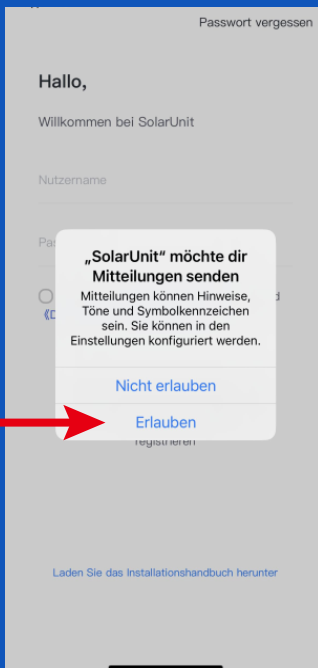 Passwort vergessen
Hallo,
Willkommen bei SolarUnit
Nutzername
„SolarUnit“ möchte dir
Mitteilungen senden
Mitteilungen können Hinweise,
Töne und Symbolkennzeichen
sein. Sie können in den
Einstellungen konfiguriert werden.
Nicht erlauben
Erlauben
registrieren
Laden Sie das Installationshandbuch herunter